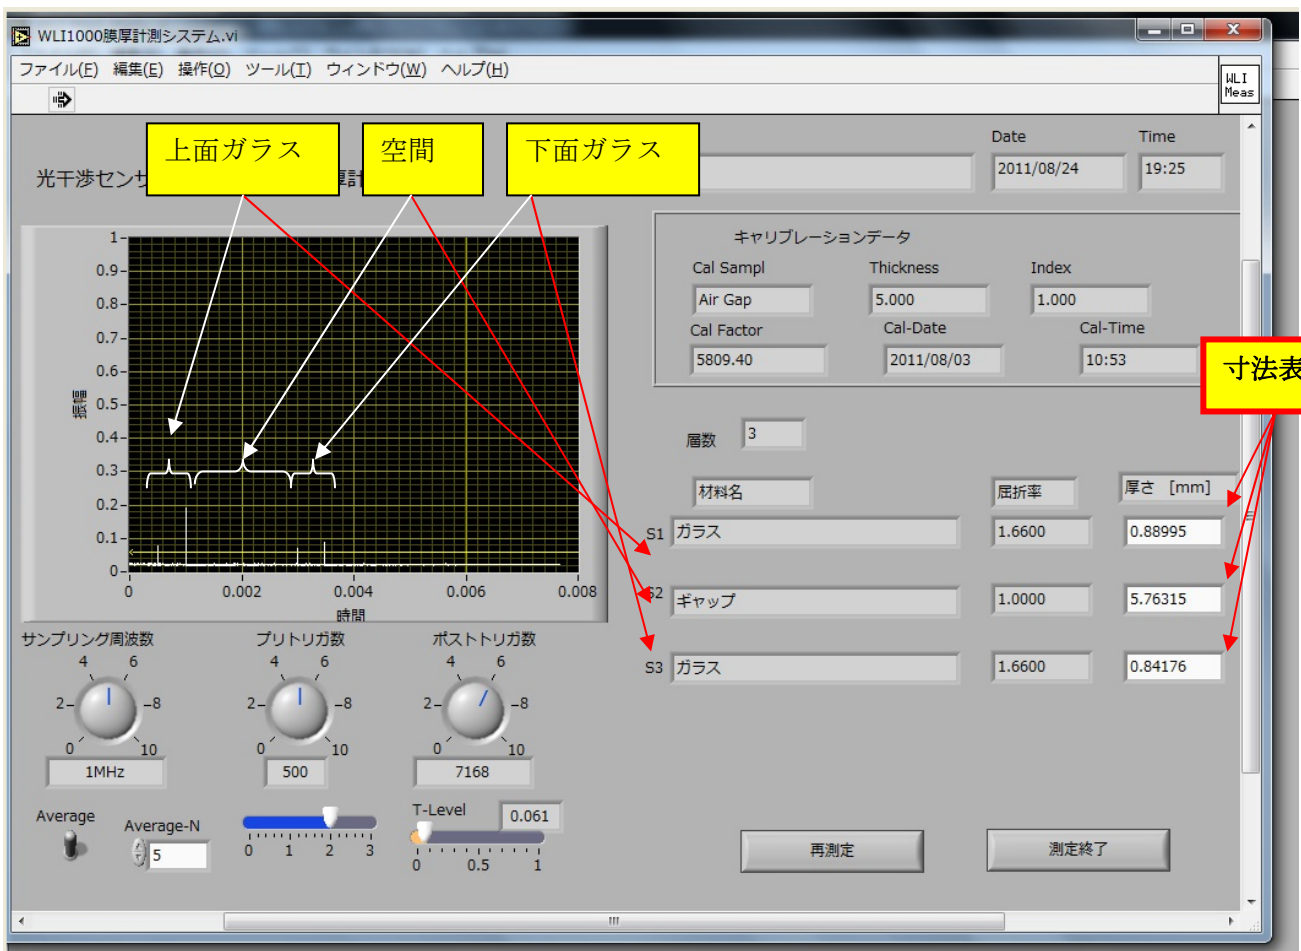 WLI1000膜厚計測システム.vi
ファイル(F) 編集(E) 操作(O) ツール(T) ウィンドウ(W) ヘルプ(H)
WLI
Meas
上面ガラス
空間
下面ガラス
光干渉センサ
Date
Time
2011/08/24
19:25
キャリブレーションデータ
Cal Sampl
Thickness
Index
Air Gap
5.000
1.000
Cal Factor
Cal-Date
Cal-Time
5809.40
2011/08/03
10:53
寸法表
1
0.9
0.8
0.7
0.6
0.5
0.4
0.3
0.2
0.1
0
振幅
0 0.002 0.004 0.006 0.008
時間
層数 3
材料名
屈折率
厚さ [mm]
S1 ガラス 1.6600 0.88995
S2 ギャップ 1.0000 5.76315
S3 ガラス 1.6600 0.84176
サンプリング周波数
プリトリガ数
ポストトリガ数
4 6
2 8
0 10
1MHz
4 6
2 8
0 10
500
4 6
2 8
0 10
7168
Average
Average-N
5
0 1 2 3
T-Level 0.061
0 0.5 1
再測定
測定終了